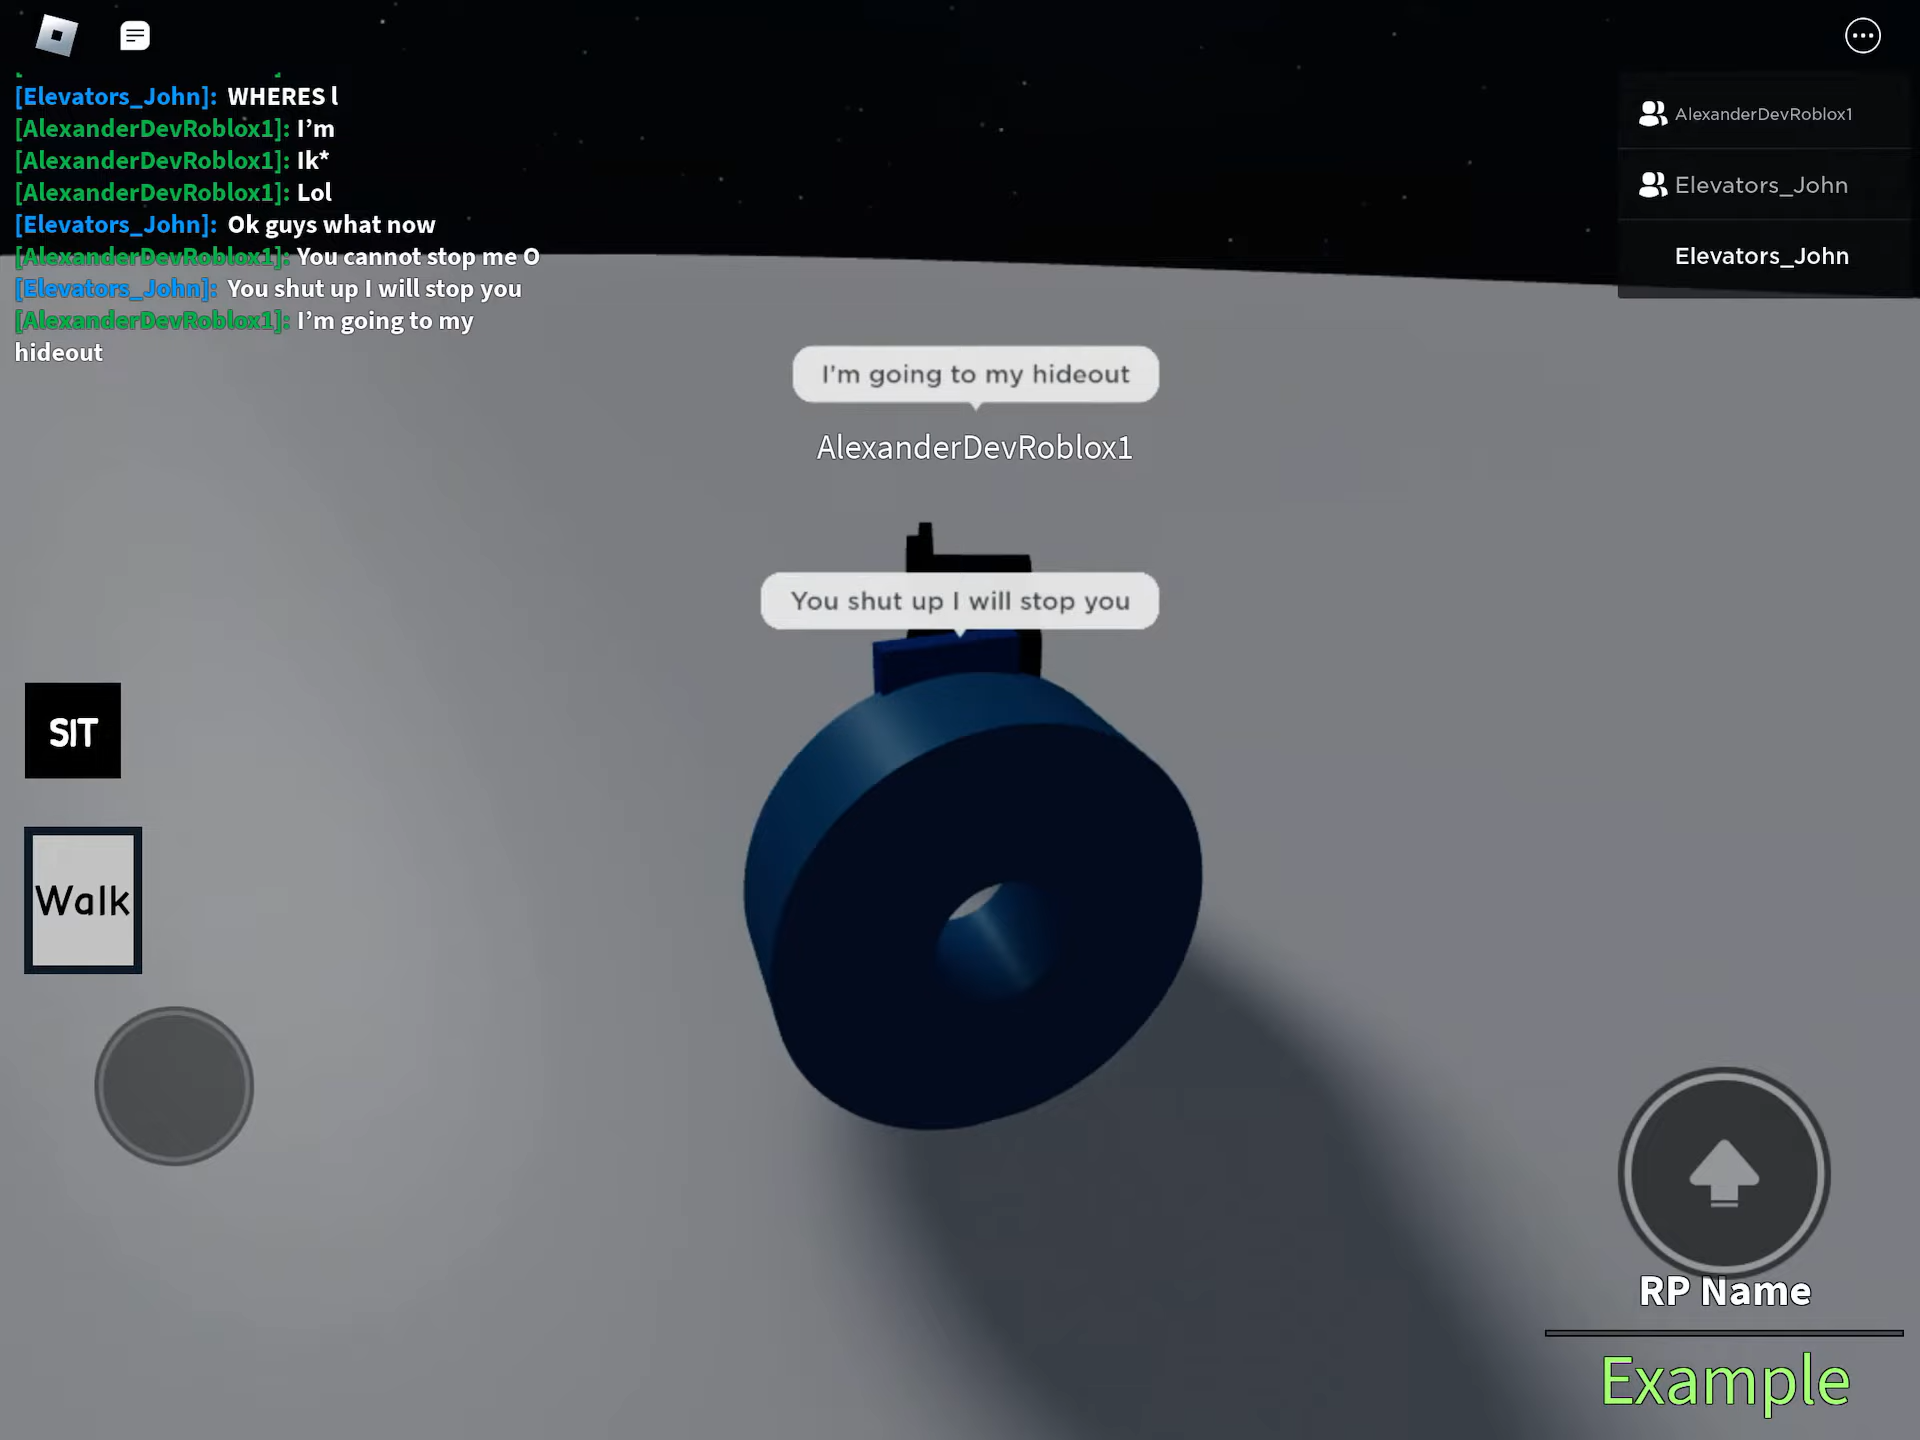 [Elevators_John]: WHERES l
[AlexanderDevRoblox1]: I’m
[AlexanderDevRoblox1]: Ik*
[AlexanderDevRoblox1]: Lol
[Elevators_John]: Ok guys what now
[AlexanderDevRoblox1]: You cannot stop me O
[Elevators_John]: You shut up I will stop you
[AlexanderDevRoblox1]: I’m going to my
hideout
AlexanderDevRoblox1
Elevators_John
Elevators_John
I'm going to my hideout
AlexanderDevRoblox1
You shut up I will stop you
SIT
Walk
RP Name
Example